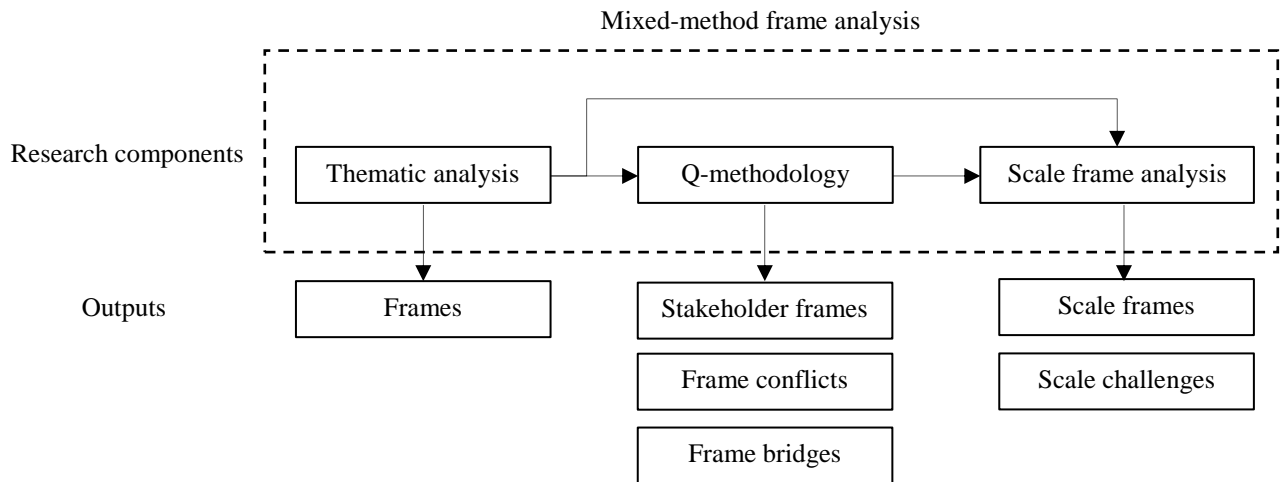 Mixed-method frame analysis
Research components
Thematic analysis
Q-methodology
Scale frame analysis
Outputs
Frames
Stakeholder frames
Scale frames
Frame conflicts
Scale challenges
Frame bridges